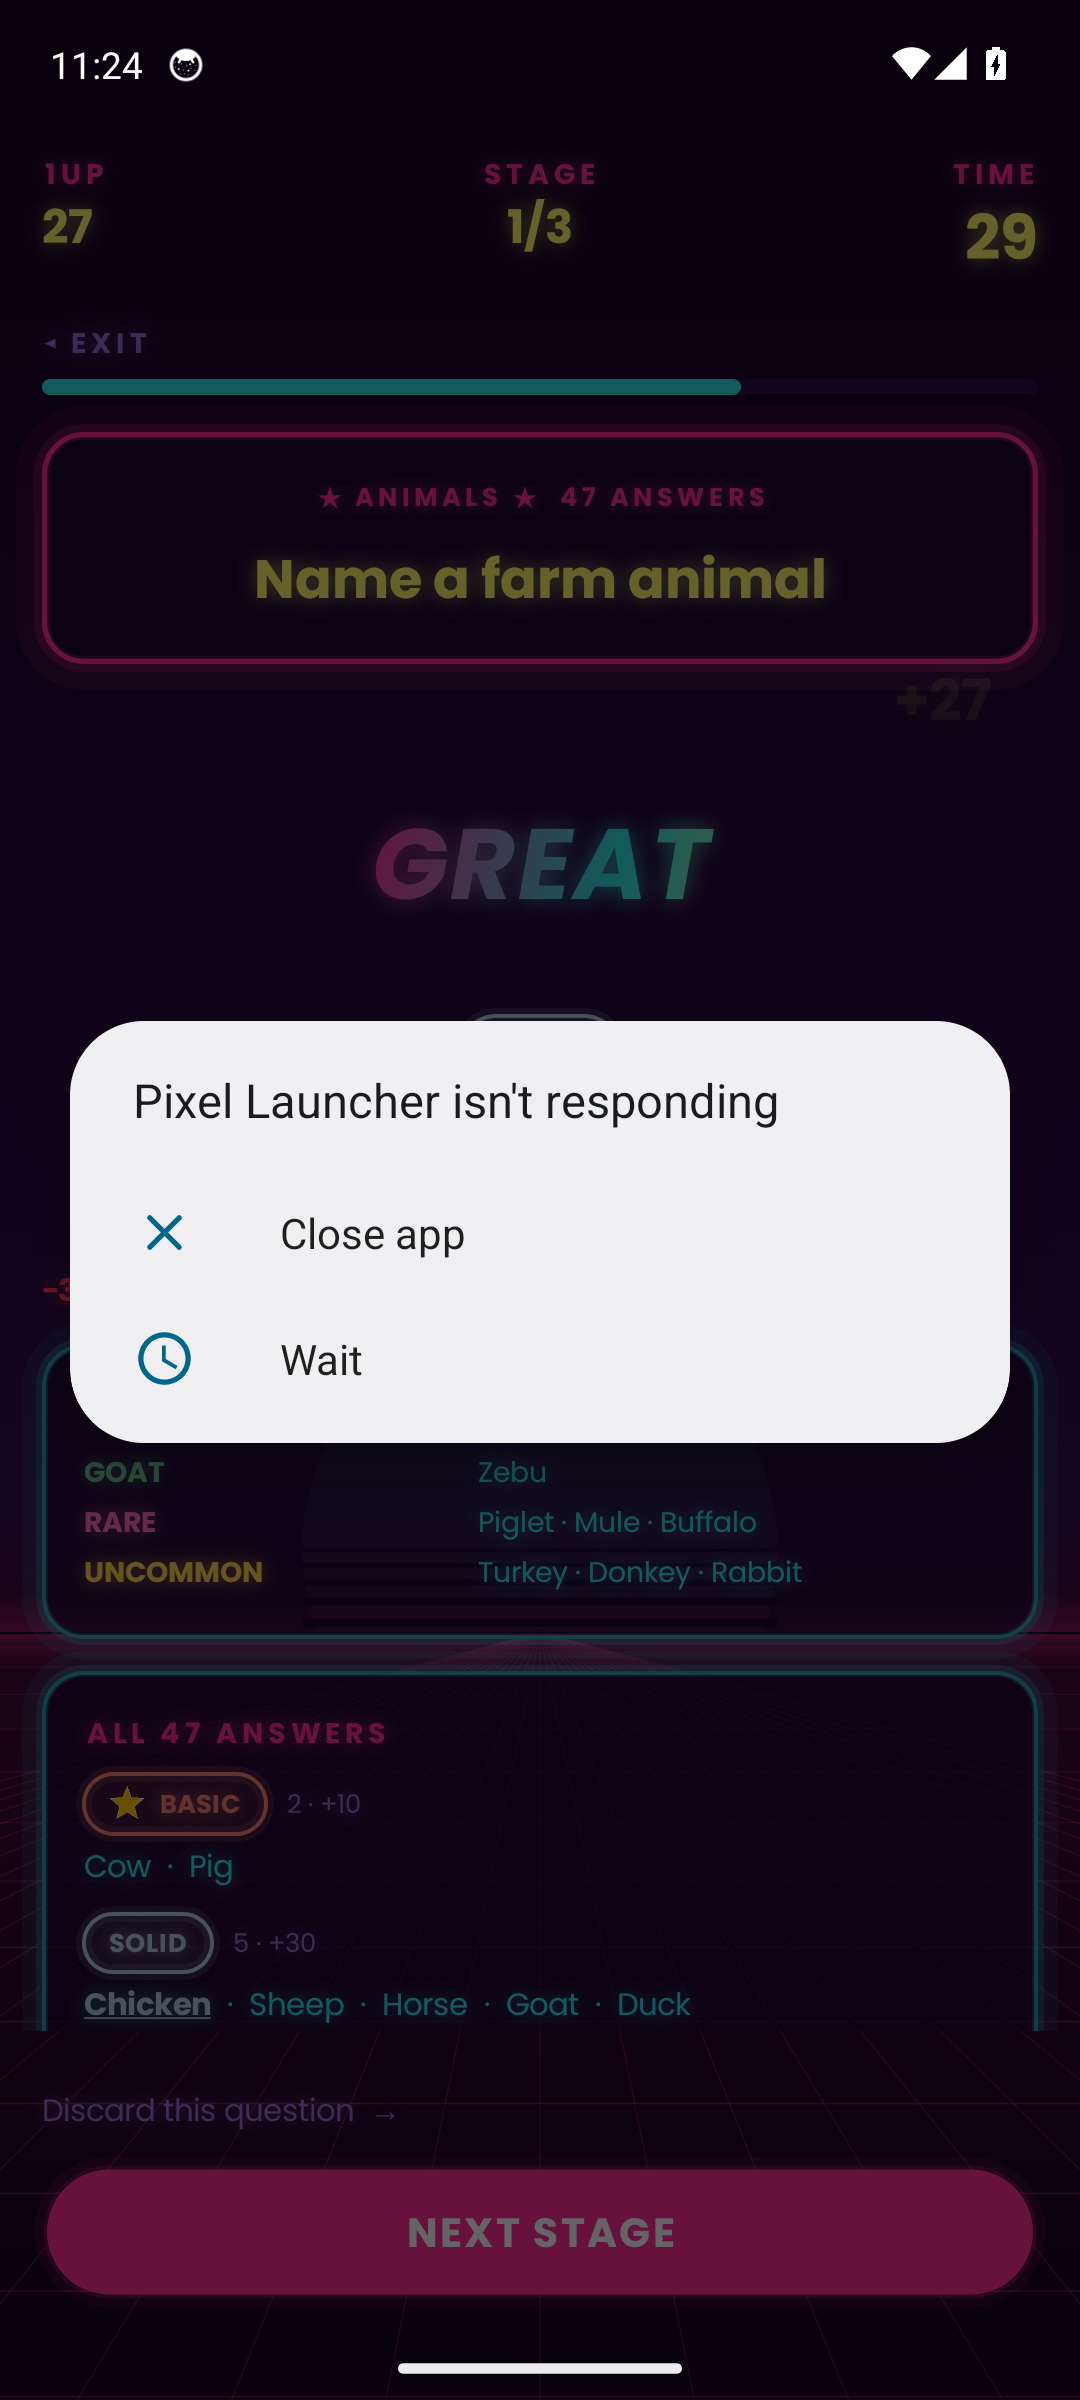 11:24
1UP STAGE TIME
27 1/3 29
◂ EXIT
★ ANIMALS ★ 47 ANSWERS
Name a farm animal
+27
GREAT
Pixel Launcher isn't responding
Close app
Wait
GOAT Zebu
RARE Piglet · Mule · Buffalo
UNCOMMON Turkey · Donkey · Rabbit
ALL 47 ANSWERS
BASIC 2 · +10
Cow · Pig
SOLID 5 · +30
Chicken · Sheep · Horse · Goat · Duck
Discard this question →
NEXT STAGE